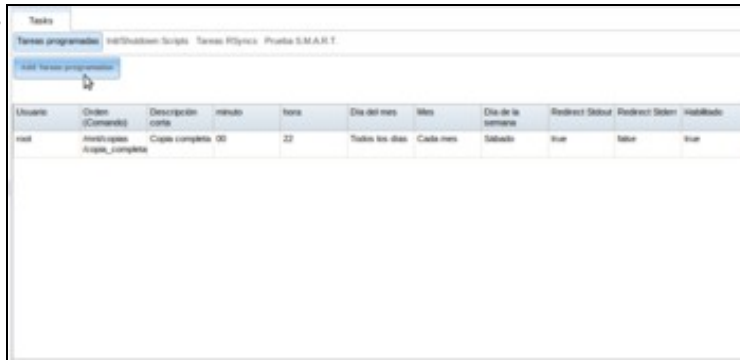 Tasks
Tareas programadas Init/Shutdown Scripts Tareas RSyncs Prueba S.M.A.R.T.
Add Tareas programadas
Usuario Orden (Comando) Descripción corta minuto hora Día del mes Mes Día de la semana Redirect Stdout Redirect Stderr Habilitado
root /mnt/copias/copia_completa Copia completa 00 22 Todos los días Cada mes Sábado true false true